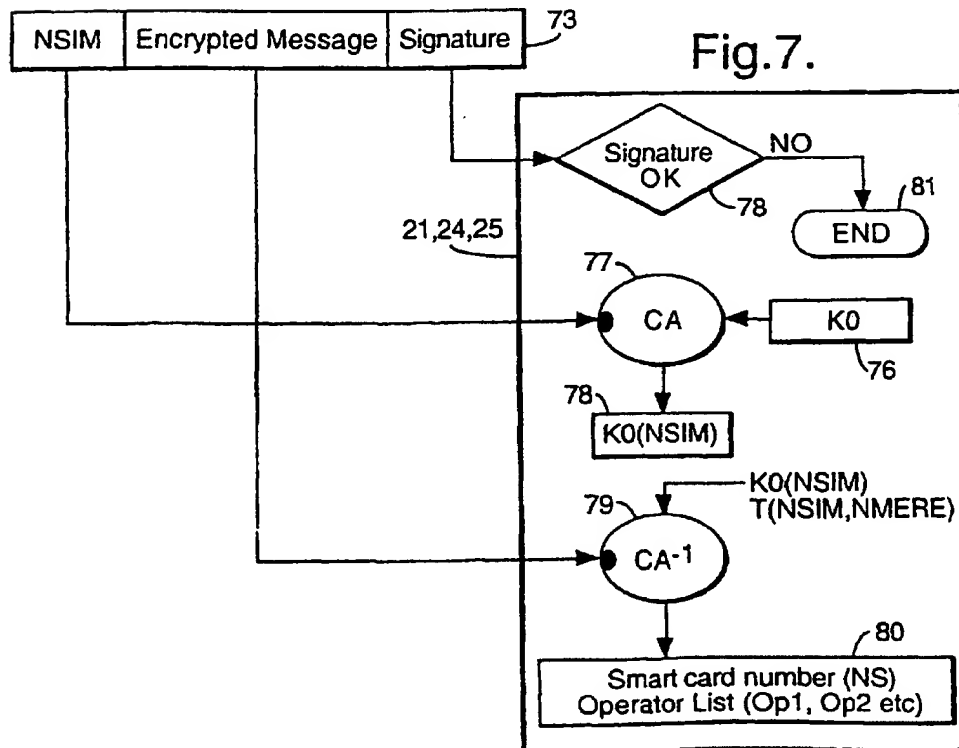 NSIM Encrypted Message Signature 73
Fig.7.
Signature
OK
NO
78
81
END
21,24,25
77
CA
K0
76
78
K0(NSIM)
K0(NSIM)
T(NSIM,NMERE)
79
CA-1
80
Smart card number (NS)
Operator List (Op1, Op2 etc)